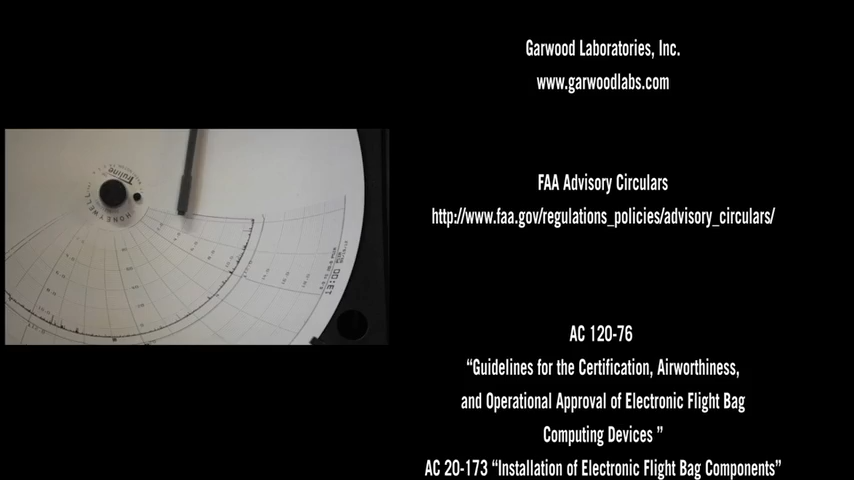 Garwood Laboratories, Inc.
www.garwoodlabs.com
FAA Advisory Circulars
http://www.faa.gov/regulations_policies/advisory_circulars/
AC 120-76
“Guidelines for the Certification, Airworthiness,
and Operational Approval of Electronic Flight Bag
Computing Devices ”
AC 20-173 “Installation of Electronic Flight Bag Components”
Truline
HONEYWELL